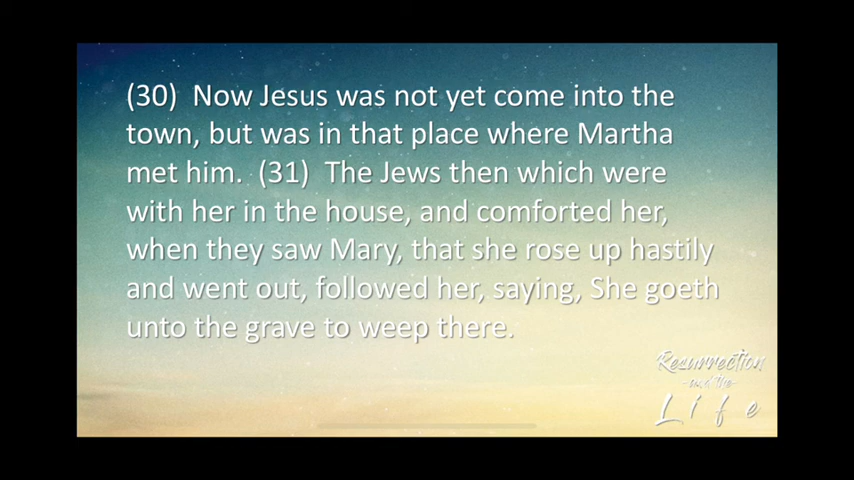 (30) Now Jesus was not yet come into the
town, but was in that place where Martha
met him. (31) The Jews then which were
with her in the house, and comforted her,
when they saw Mary, that she rose up hastily
and went out, followed her, saying, She goeth
unto the grave to weep there.
Resurrection
-and the-
Life